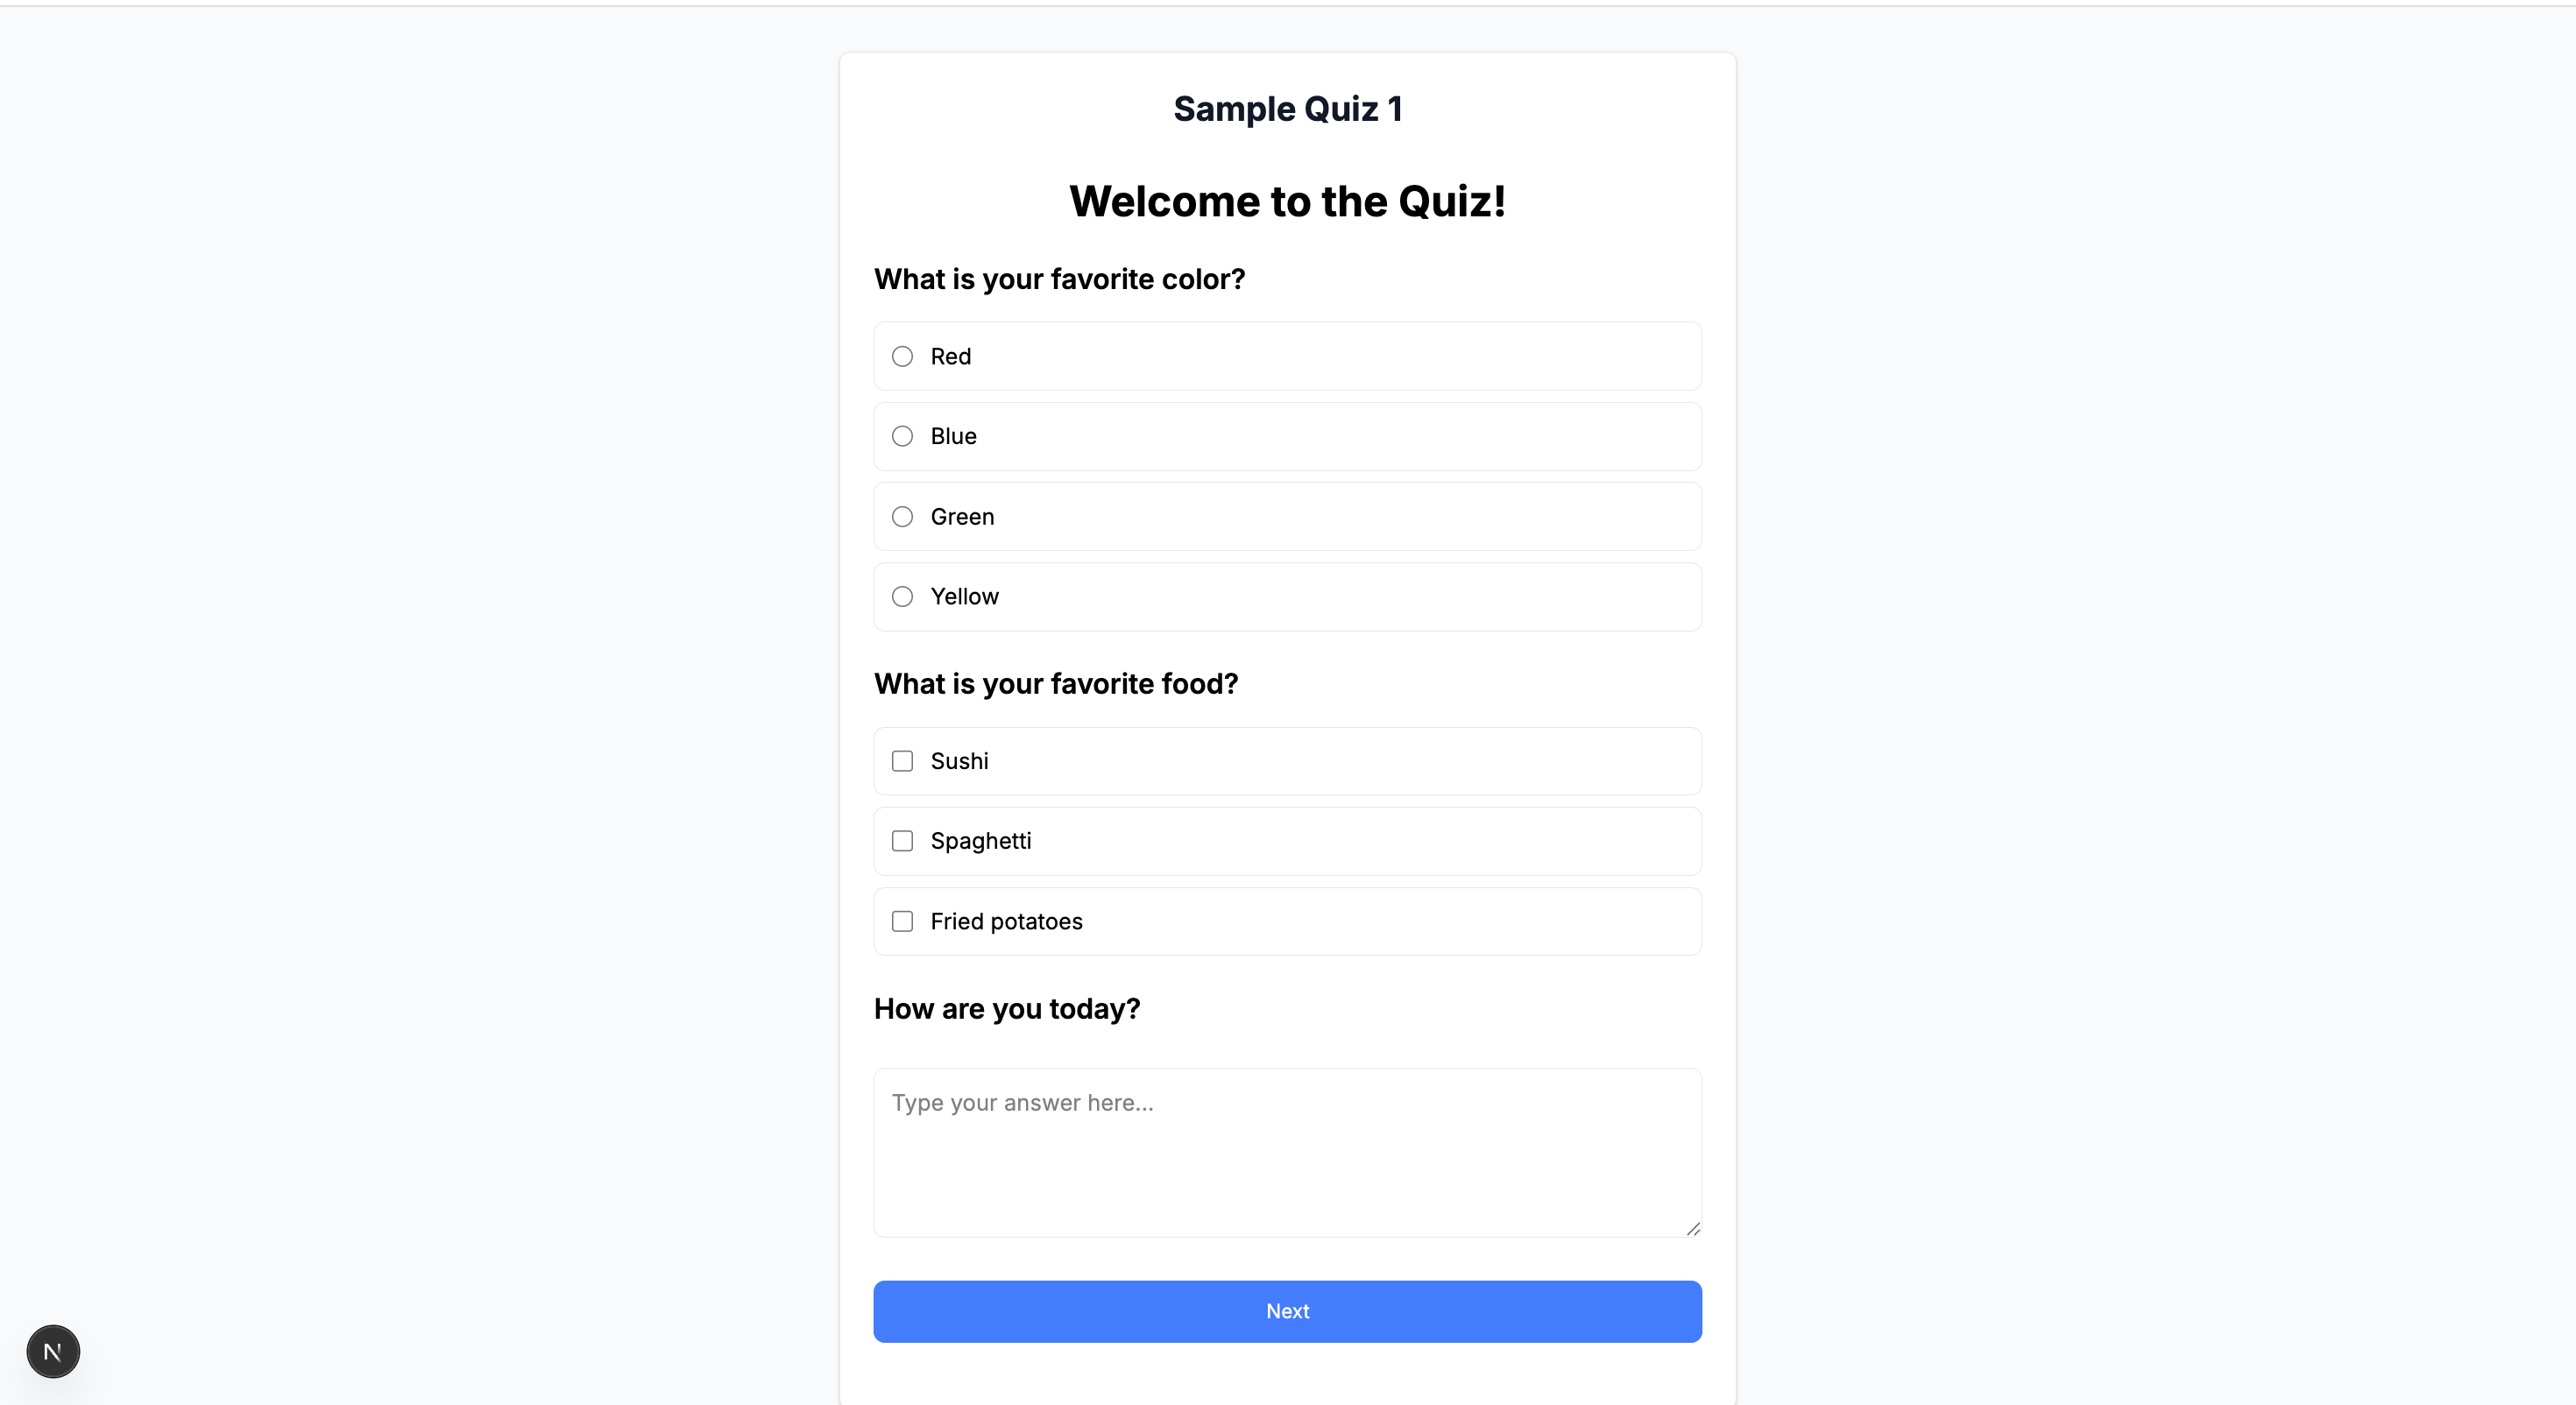 Sample Quiz 1
Welcome to the Quiz!
What is your favorite color?
Red
Blue
Green
Yellow
What is your favorite food?
Sushi
Spaghetti
Fried potatoes
How are you today?
Type your answer here...
Next
N